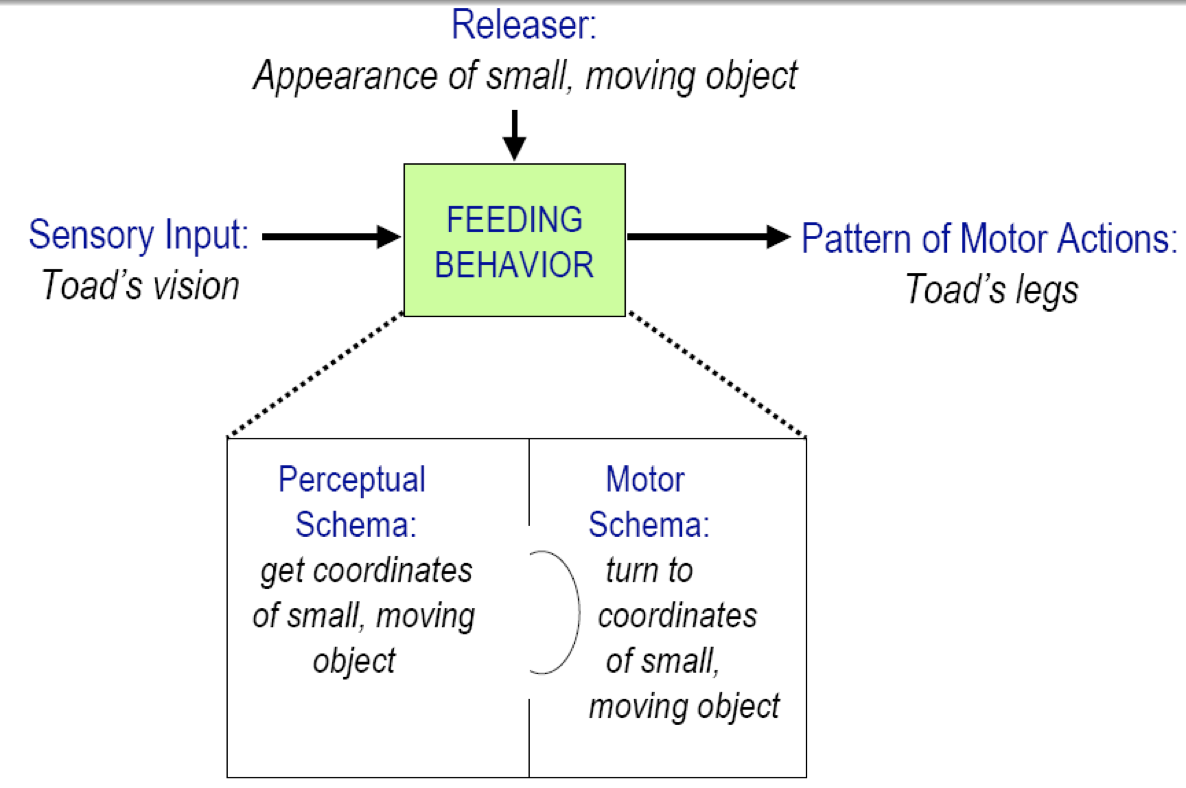 Releaser:
Appearance of small, moving object
Sensory Input:
Toad's vision
FEEDING
BEHAVIOR
Pattern of Motor Actions:
Toad's legs
Perceptual
Schema:
get coordinates
of small, moving
object
Motor
Schema:
turn to
coordinates
of small,
moving object